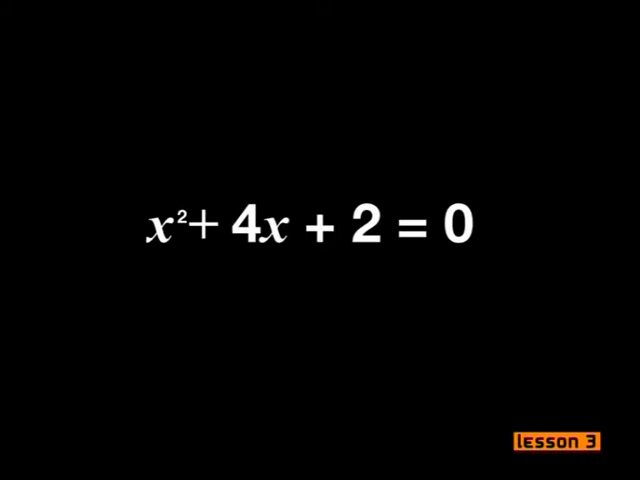 x²+ 4x + 2 = 0
lesson 3